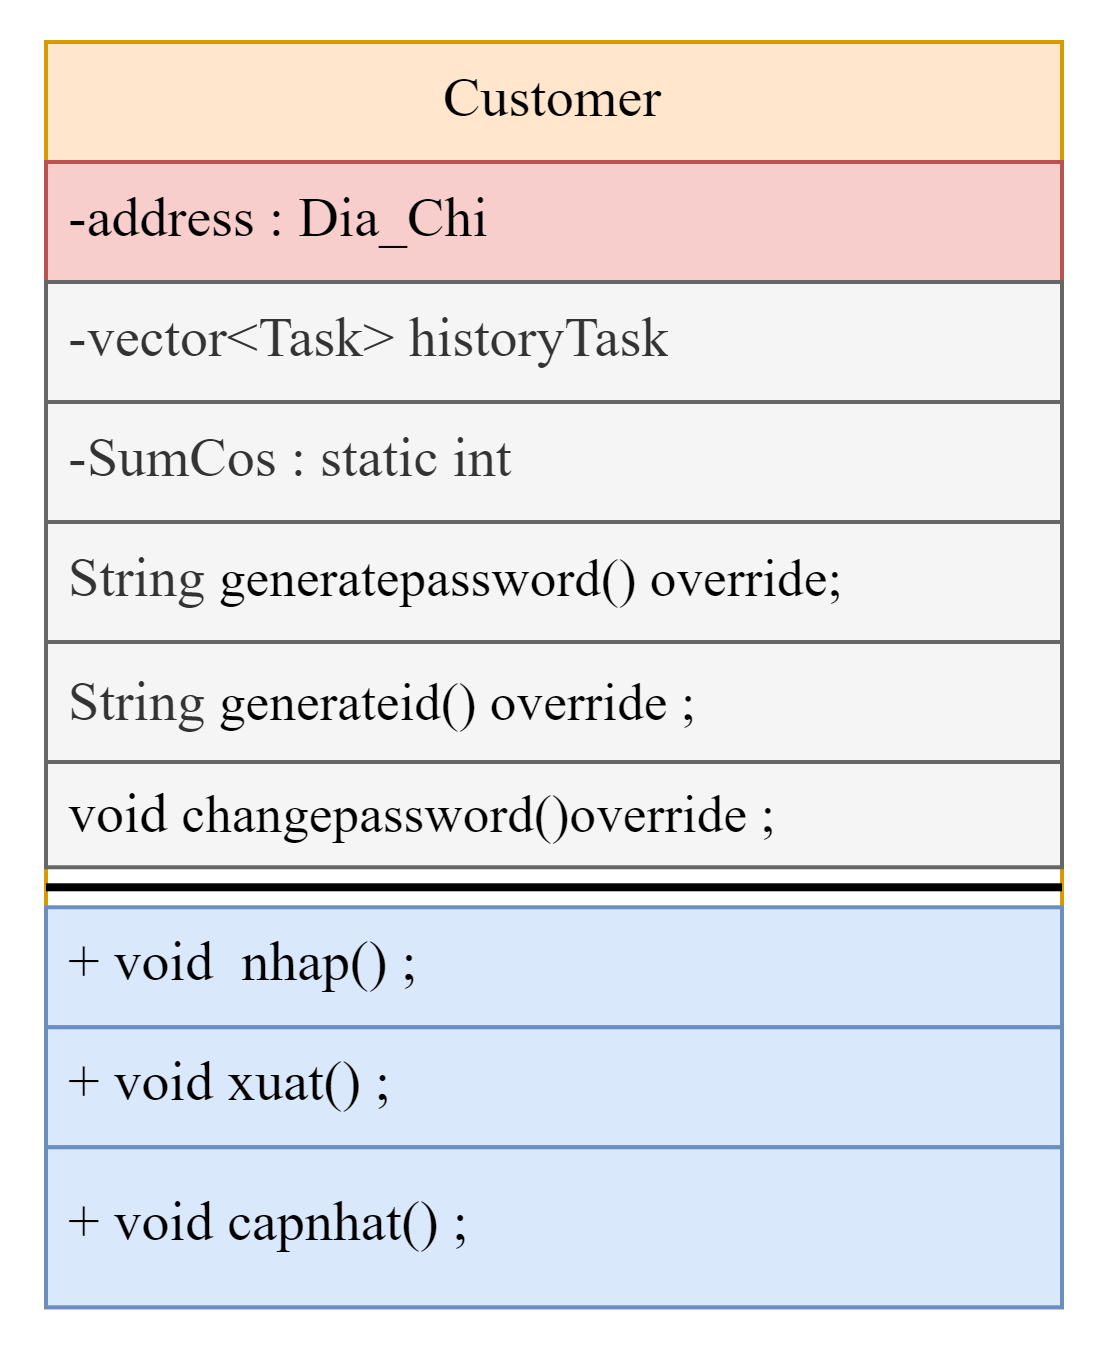 Customer
-address : Dia_Chi
-vector<Task> historyTask
-SumCos : static int
String generatepassword() override;
String generateid() override ;
void changepassword()override ;
+ void  nhap() ;
+ void xuat() ;
+ void capnhat() ;